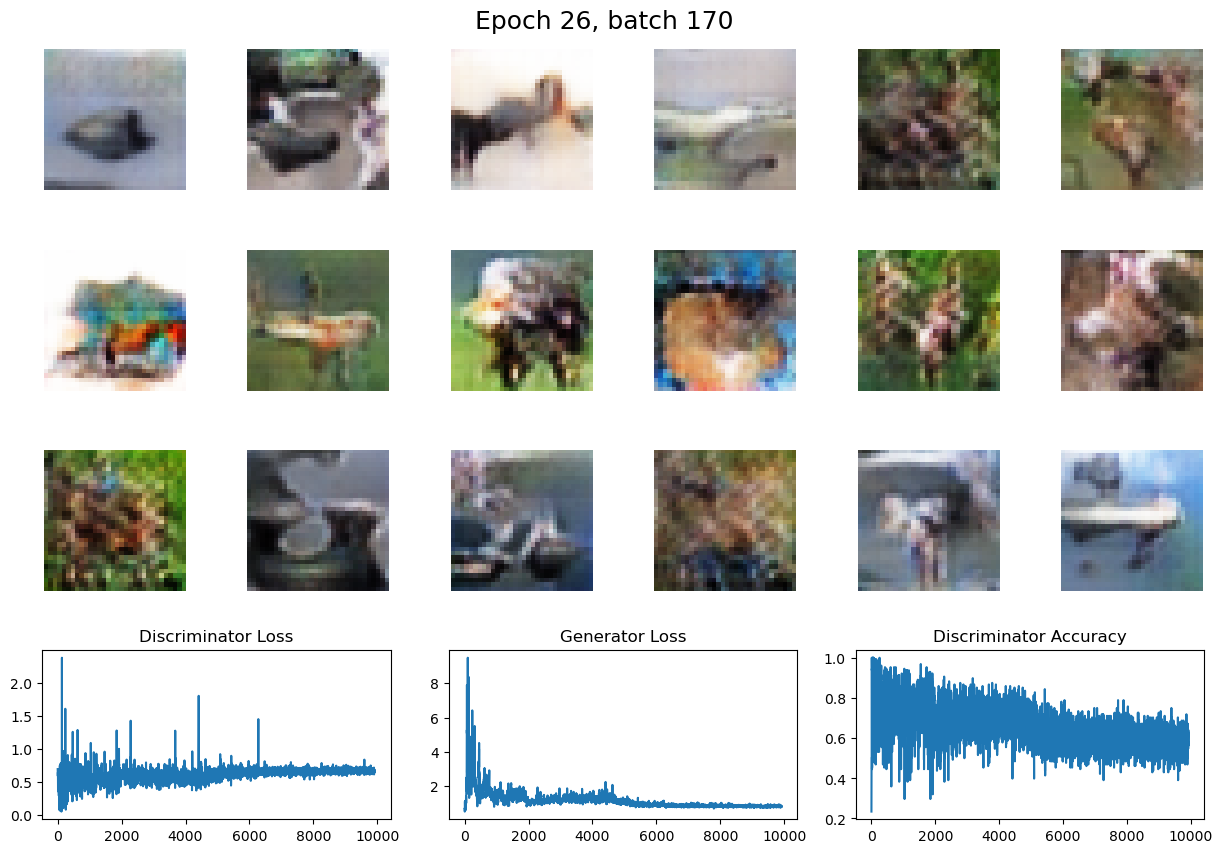 Epoch 26, batch 170
Discriminator Loss
Generator Loss
Discriminator Accuracy
2.0
1.5
1.0
0.5
0.0
0 2000 4000 6000 8000 10000
8
6
4
2
0 2000 4000 6000 8000 10000
1.0
0.8
0.6
0.4
0.2
0 2000 4000 6000 8000 10000